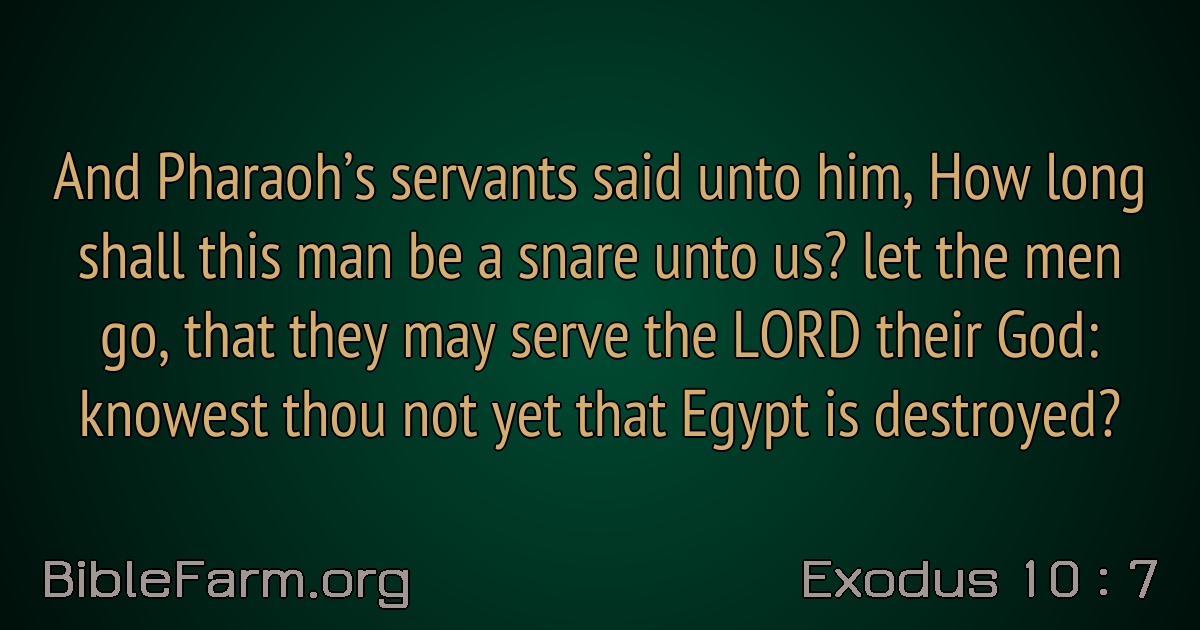 And Pharaoh’s servants said unto him, How long
shall this man be a snare unto us? let the men
go, that they may serve the LORD their God:
knowest thou not yet that Egypt is destroyed?
BibleFarm.org
Exodus 10 : 7